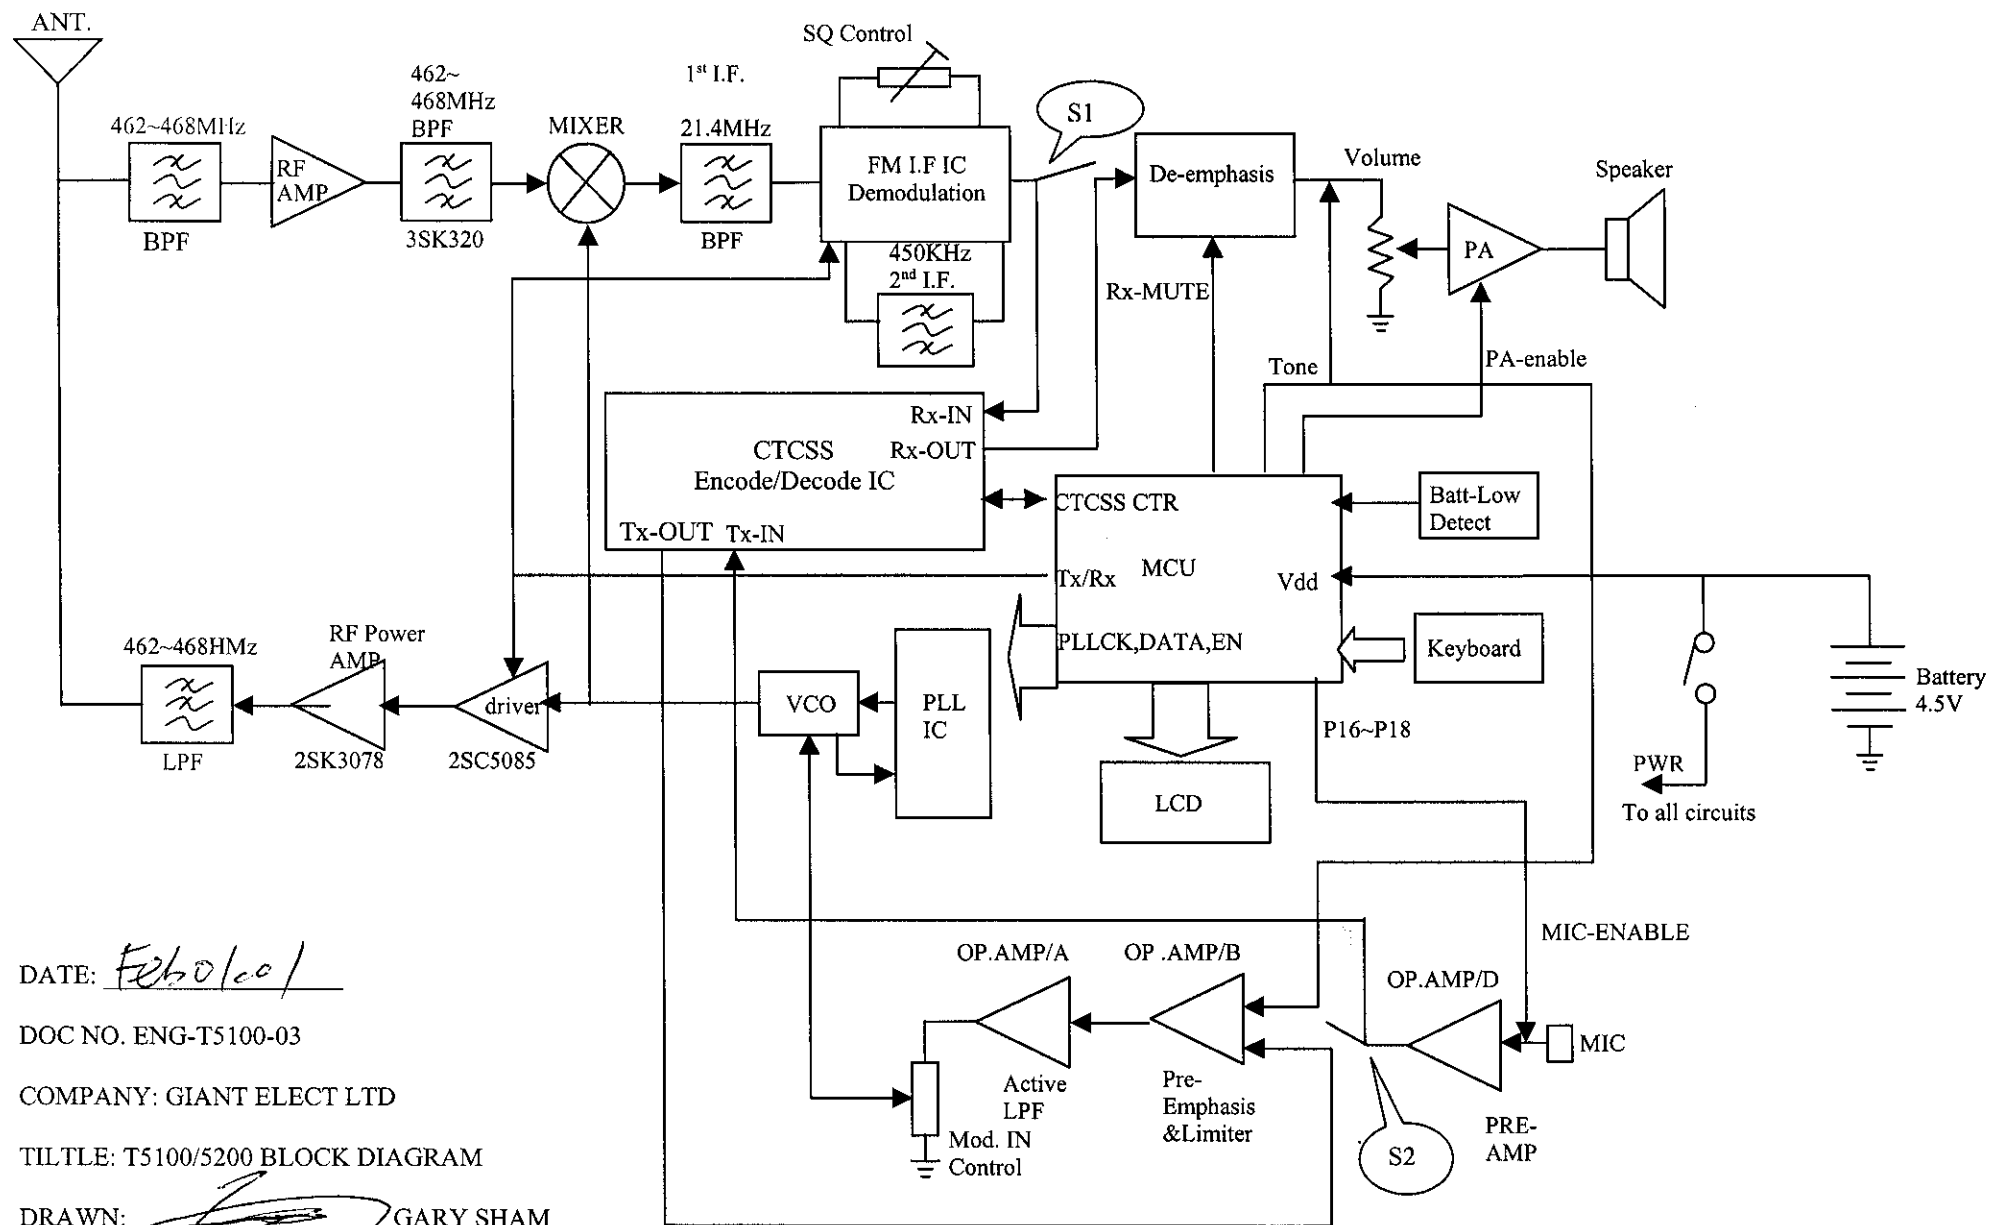 ANT.
SQ Control
462~
468MHz
BPF
1st I.F.
S1
462~468MHz
MIXER
21.4MHz
RF
AMP
FM I.F IC
Demodulation
De-emphasis
Volume
Speaker
BPF
3SK320
BPF
450KHz
2nd I.F.
PA
Rx-MUTE
Tone
PA-enable
Rx-IN
CTCSS
Encode/Decode IC
Rx-OUT
Tx-OUT
Tx-IN
CTCSS CTR
Batt-Low
Detect
Tx/Rx
MCU
Vdd
PLLCK,DATA,EN
Keyboard
462~468HMz
RF Power
AMP
driver
VCO
PLL
IC
Battery
4.5V
LPF
2SK3078
2SC5085
P16~P18
LCD
PWR
To all circuits
MIC-ENABLE
OP.AMP/A
OP .AMP/B
OP.AMP/D
MIC
Active
LPF
Pre-
Emphasis
&Limiter
Mod. IN
Control
S2
PRE-
AMP
DATE:
DOC NO. ENG-T5100-03
COMPANY: GIANT ELECT LTD
TILTLE: T5100/5200 BLOCK DIAGRAM
DRAWN: GARY SHAM